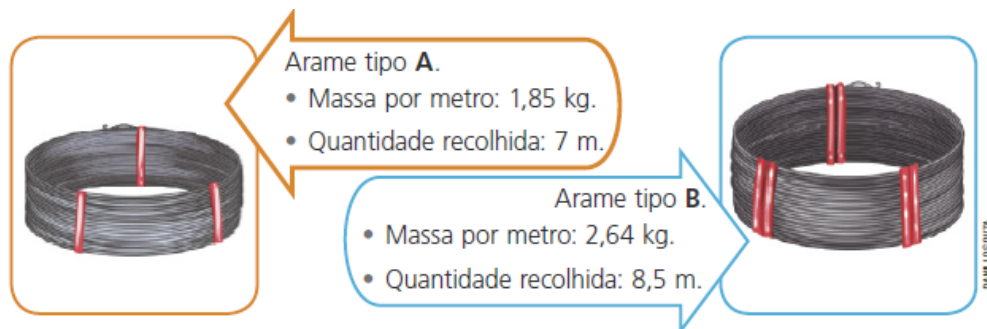 Arame tipo A.
• Massa por metro: 1,85 kg.
• Quantidade recolhida: 7 m.
Arame tipo B.
• Massa por metro: 2,64 kg.
• Quantidade recolhida: 8,5 m.